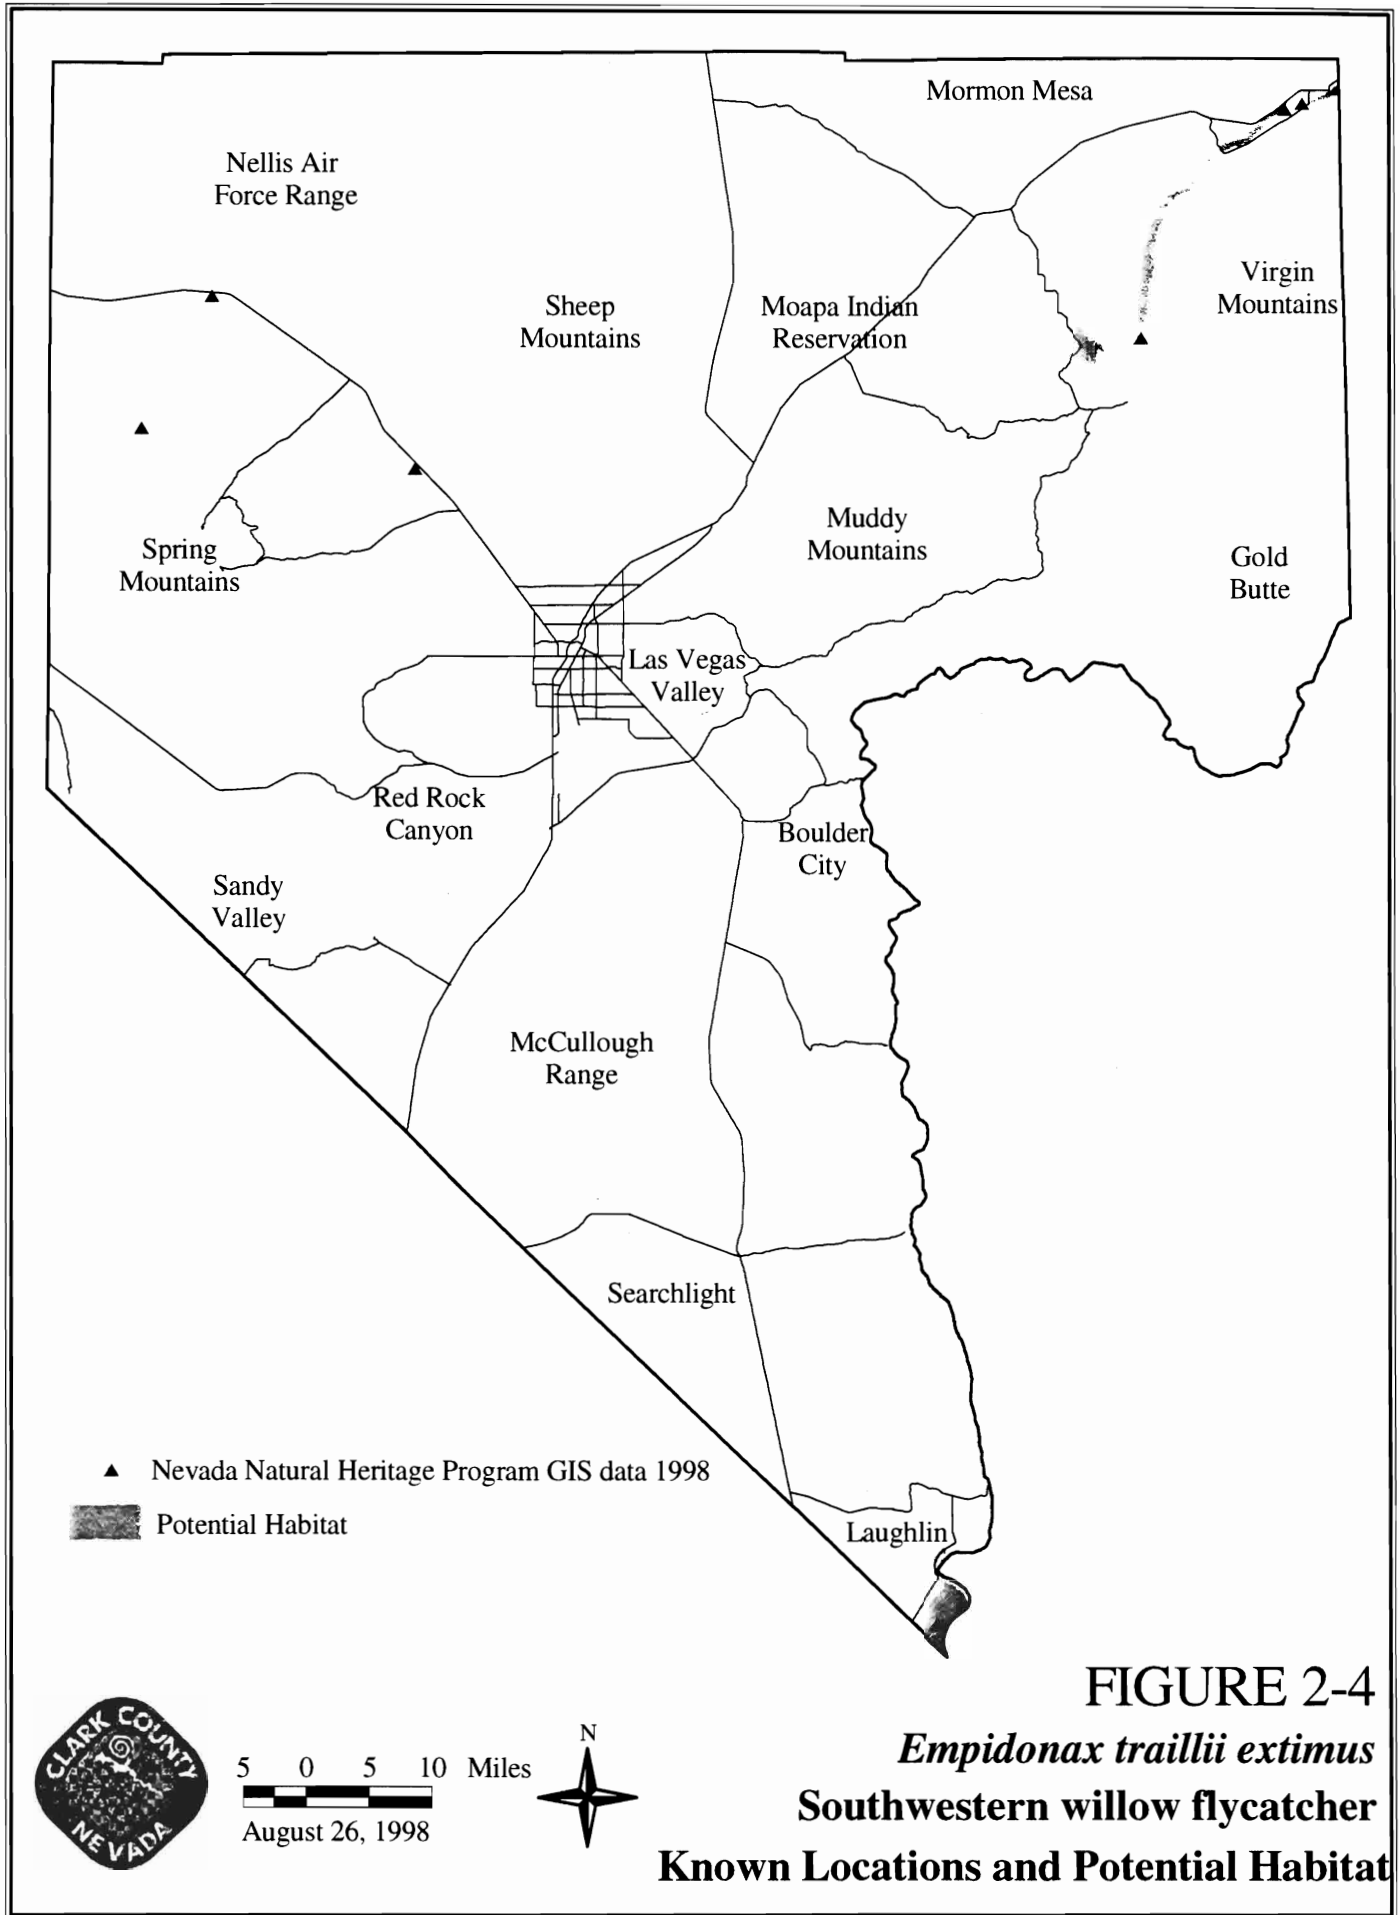 Mormon Mesa
Nellis Air
Force Range
Virgin
Mountains
Sheep
Mountains
Moapa Indian
Reservation
Muddy
Mountains
Spring
Mountains
Gold
Butte
Las Vegas
Valley
Red Rock
Canyon
Boulder
City
Sandy
Valley
McCullough
Range
Searchlight
Nevada Natural Heritage Program GIS data 1998
Potential Habitat
Laughlin
FIGURE 2-4
Empidonax traillii extimus
Southwestern willow flycatcher
Known Locations and Potential Habitat
CLARK COUNTY
NEVADA
5 0 5 10 Miles
August 26, 1998
N